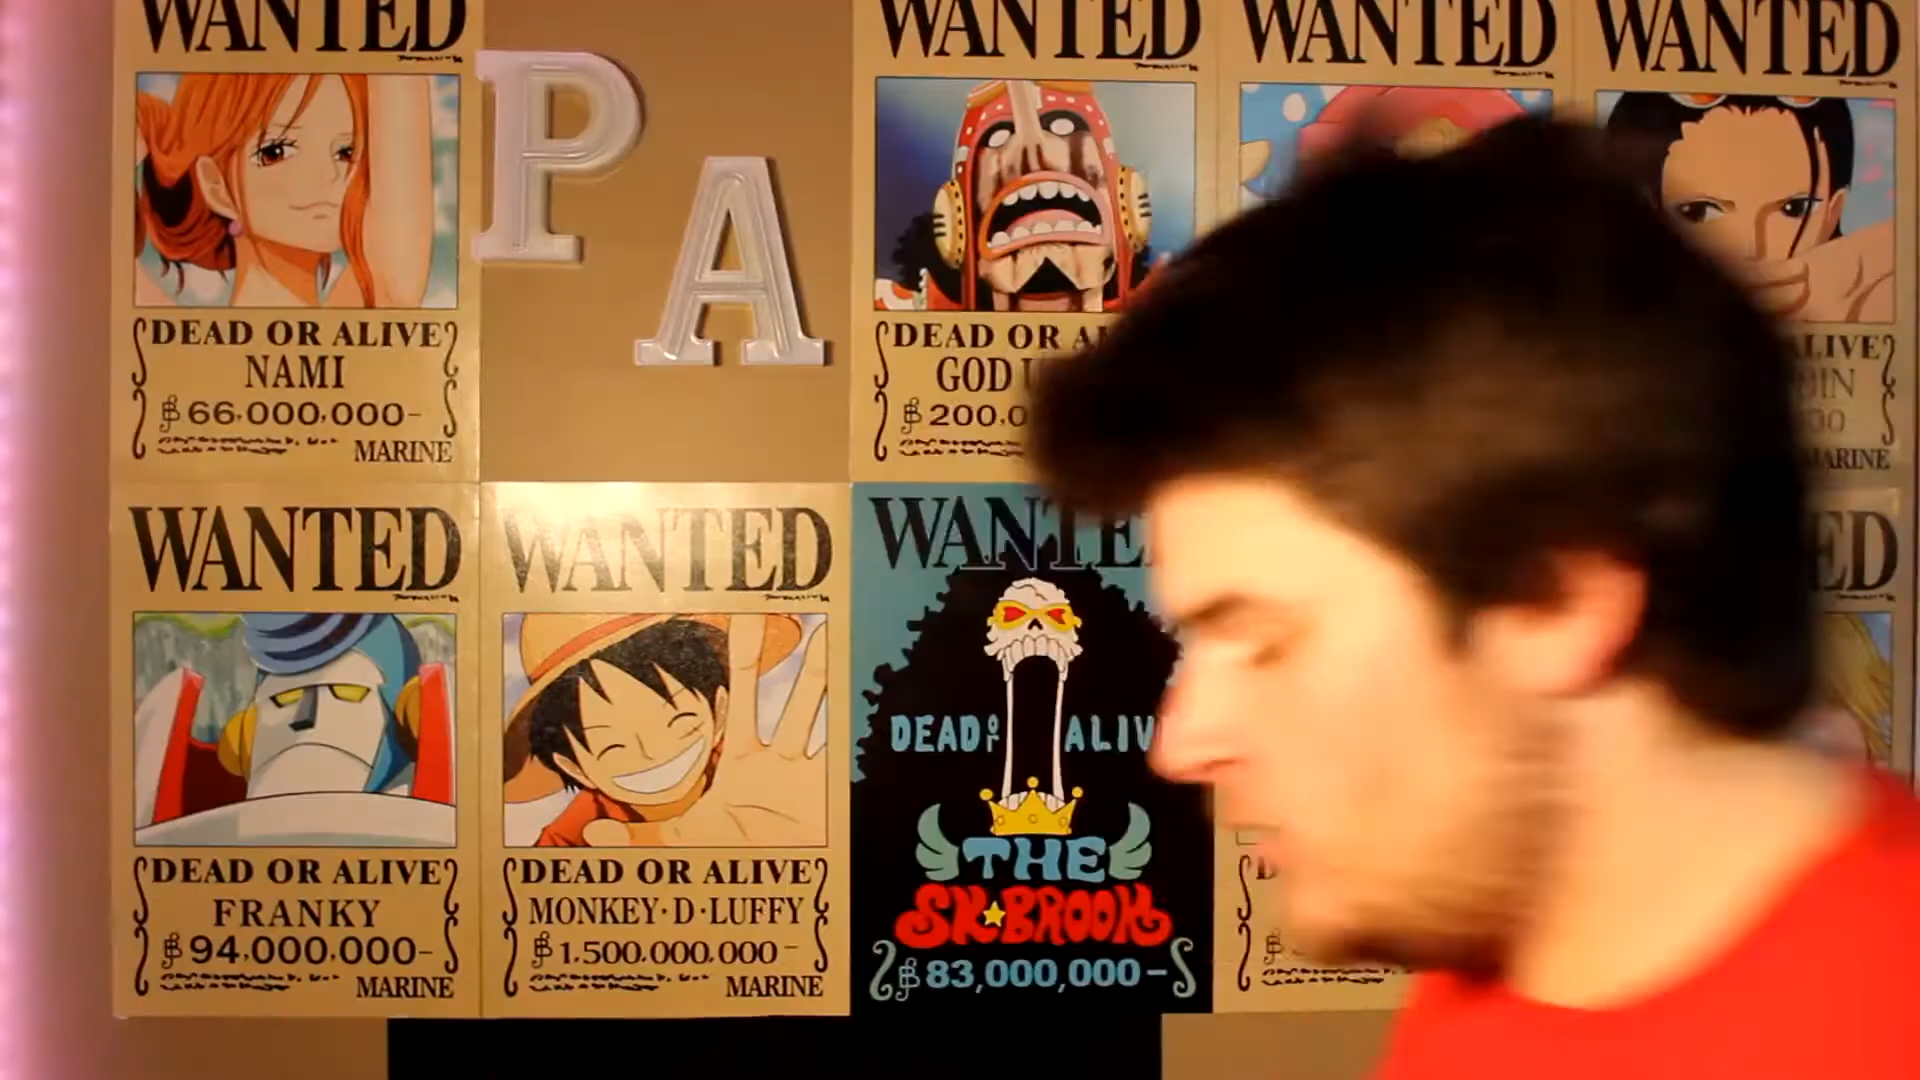 WANTED
DEAD OR ALIVE
NAMI
66,000,000-
MARINE
P
A
WANTED
DEAD OR
GOD
200,0
WANTED
WANTED
ALIVE
MARINE
WANTED
DEAD OR ALIVE
FRANKY
94,000,000-
MARINE
WANTED
DEAD OR ALIVE
MONKEY·D·LUFFY
1,500,000,000-
MARINE
WANTE
DEAD or ALIV
THE
SK★BROOK
83,000,000-
ED